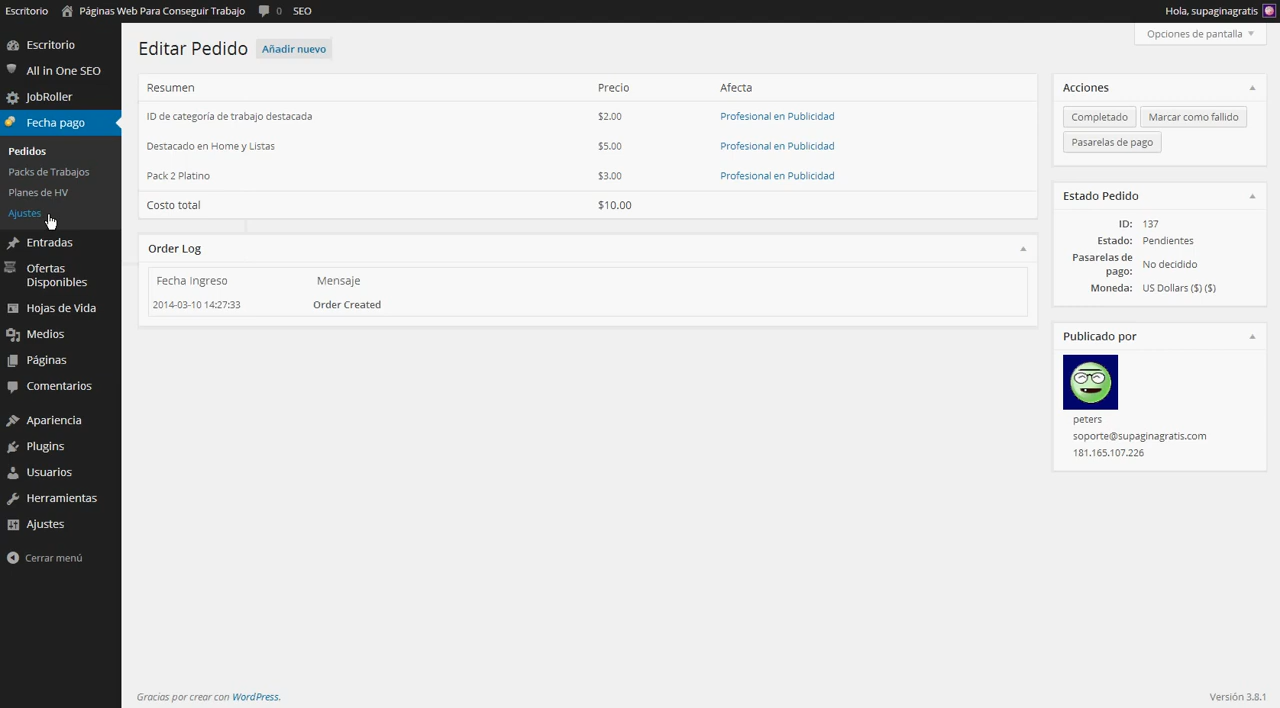 Escritorio Páginas Web Para Conseguir Trabajo 0 SEO Hola, supaginagratis
Escritorio
All in One SEO
JobRoller
Fecha pago
Pedidos
Packs de Trabajos
Planes de HV
Ajustes
Entradas
Ofertas
Disponibles
Hojas de Vida
Medios
Páginas
Comentarios
Apariencia
Plugins
Usuarios
Herramientas
Ajustes
Cerrar menú
Opciones de pantalla
Editar Pedido Añadir nuevo
Resumen Precio Afecta
ID de categoría de trabajo destacada $2.00 Profesional en Publicidad
Destacado en Home y Listas $5.00 Profesional en Publicidad
Pack 2 Platino $3.00 Profesional en Publicidad
Costo total $10.00
Order Log
Fecha Ingreso Mensaje
2014-03-10 14:27:33 Order Created
Acciones
Completado Marcar como fallido
Pasarelas de pago
Estado Pedido
ID: 137
Estado: Pendientes
Pasarelas de
pago: No decidido
Moneda: US Dollars ($) ($)
Publicado por
peters
soporte@supaginagratis.com
181.165.107.226
Gracias por crear con WordPress. Versión 3.8.1